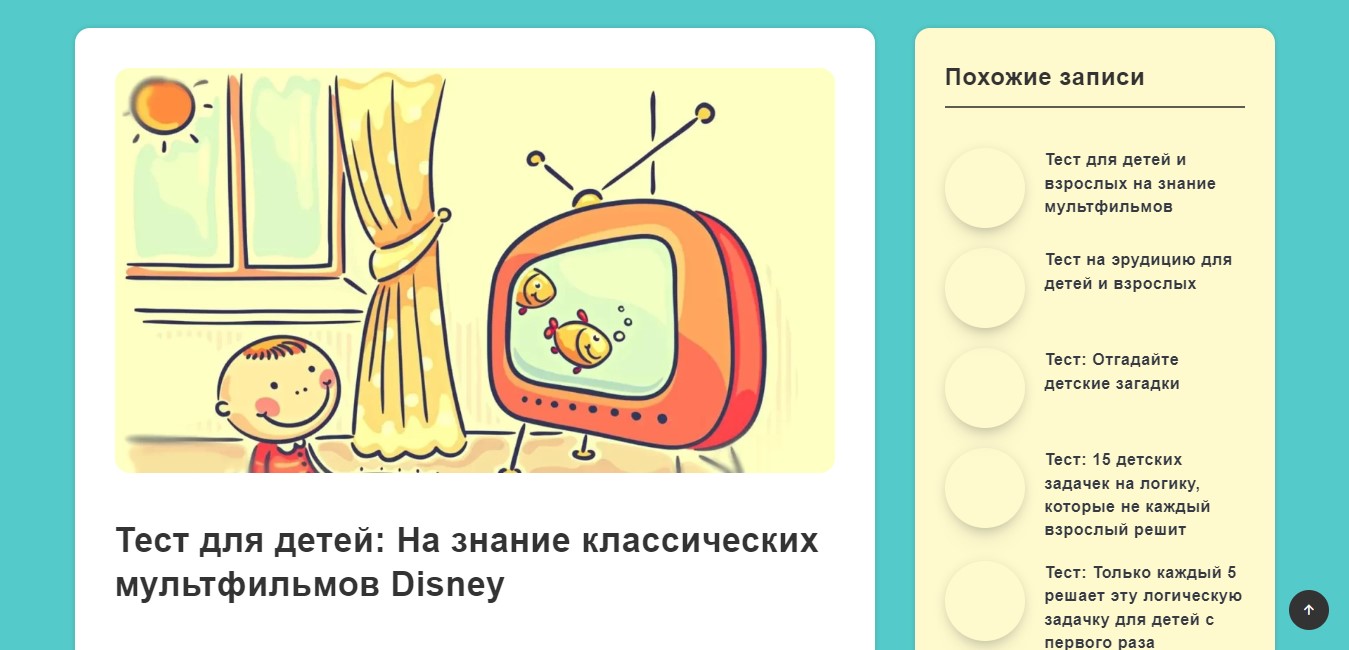 Тест для детей: На знание классических
мультфильмов Disney
Похожие записи
Тест для детей и
взрослых на знание
мультфильмов
Тест на эрудицию для
детей и взрослых
Тест: Отгадайте
детские загадки
Тест: 15 детских
задачек на логику,
которые не каждый
взрослый решит
Тест: Только каждый 5
решает эту логическую
задачку для детей с
первого раза